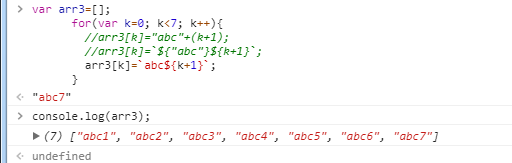 > var arr3=[];
for(var k=0; k<7; k++){
//arr3[k]="abc"+(k+1);
//arr3[k]=`${"abc"}${k+1}`;
arr3[k]=`abc${k+1}`;
}
"abc7"
> console.log(arr3);
▶(7) ["abc1", "abc2", "abc3", "abc4", "abc5", "abc6", "abc7"]
undefined